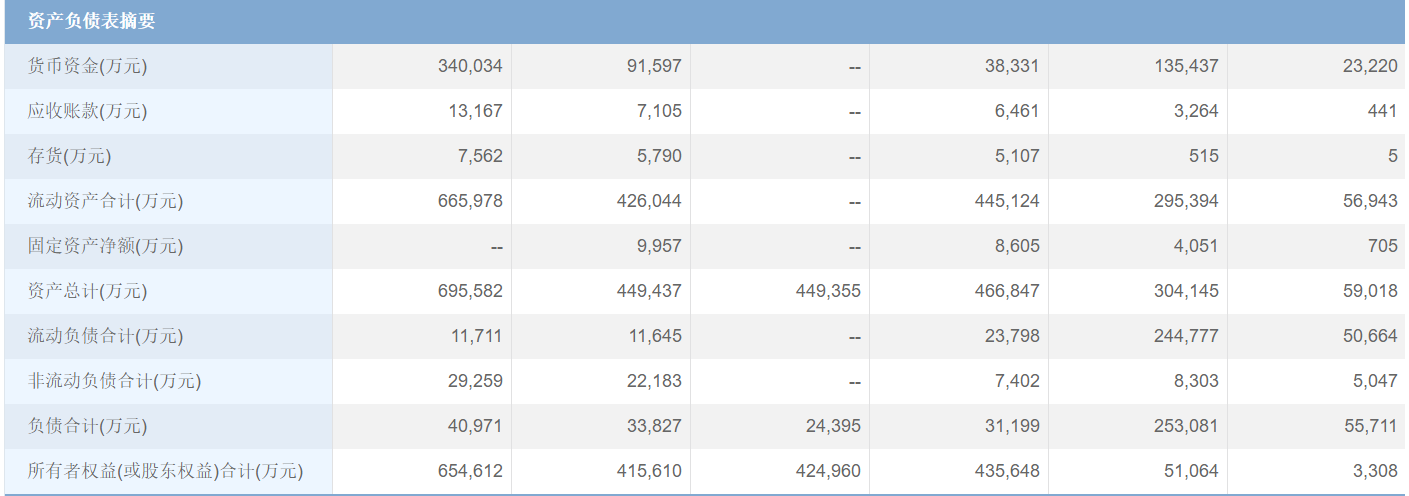 资产负债表摘要
货币资金(万元) 340,034 91,597 -- 38,331 135,437 23,220
应收账款(万元) 13,167 7,105 -- 6,461 3,264 441
存货(万元) 7,562 5,790 -- 5,107 515 5
流动资产合计(万元) 665,978 426,044 -- 445,124 295,394 56,943
固定资产净额(万元) -- 9,957 -- 8,605 4,051 705
资产总计(万元) 695,582 449,437 449,355 466,847 304,145 59,018
流动负债合计(万元) 11,711 11,645 -- 23,798 244,777 50,664
非流动负债合计(万元) 29,259 22,183 -- 7,402 8,303 5,047
负债合计(万元) 40,971 33,827 24,395 31,199 253,081 55,711
所有者权益(或股东权益)合计(万元) 654,612 415,610 424,960 435,648 51,064 3,308